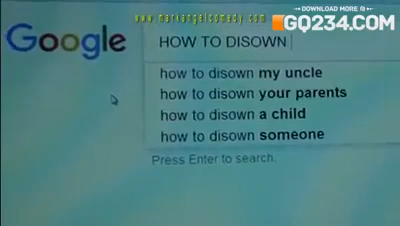 www.markangelcomedy.com
DOWNLOAD MORE @
GQ234.COM
Google
HOW TO DISOWN
how to disown my uncle
how to disown your parents
how to disown a child
how to disown someone
Press Enter to search.